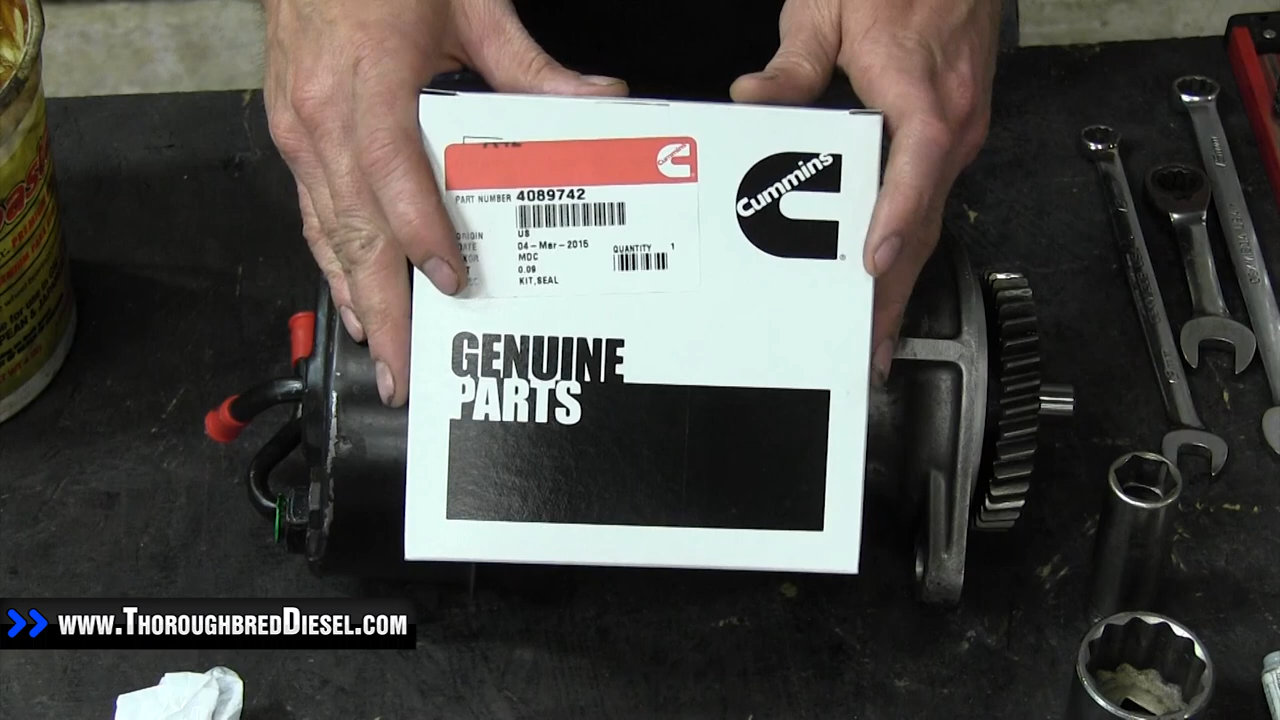 Cummins
PART NUMBER 4089742
US
04-Mar-2015
MDC
0.09
KIT,SEAL
QUANTITY 1
Cummins
GENUINE
PARTS
www.ThoroughbredDiesel.com